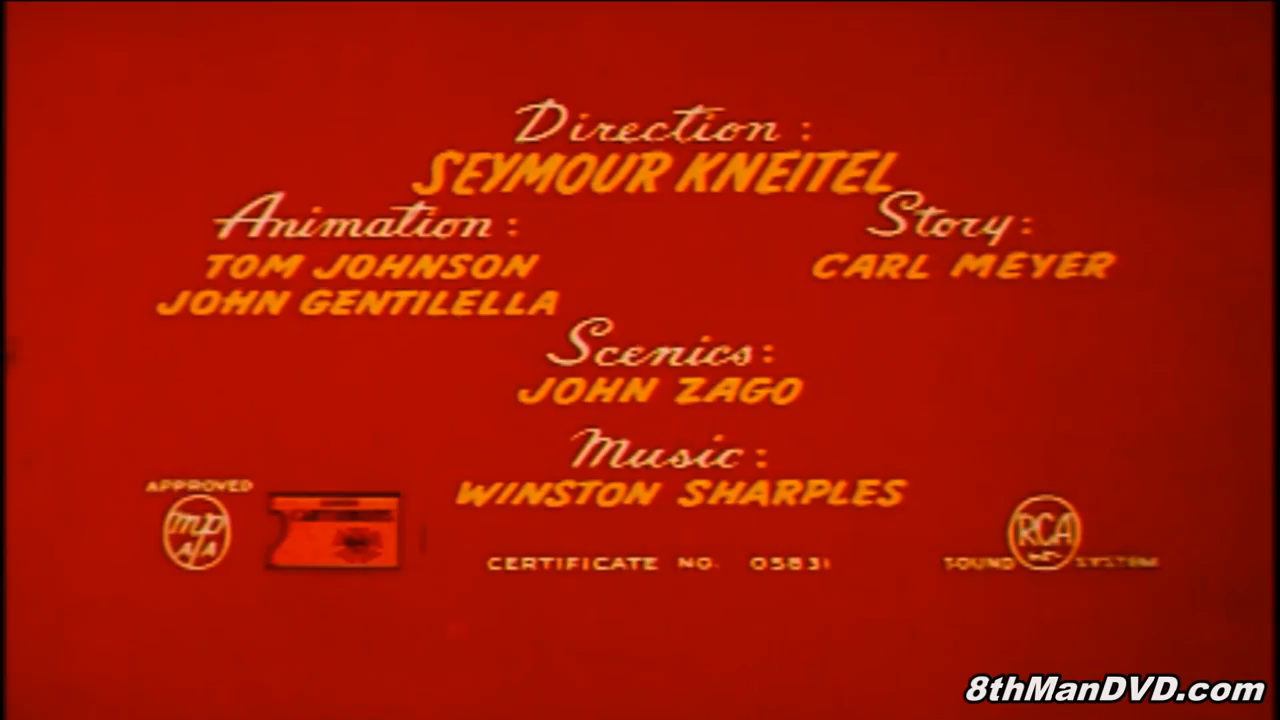 Direction :
SEYMOUR KNEITEL
Animation :
TOM JOHNSON
JOHN GENTILELLA
Story :
CARL MEYER
Scenics :
JOHN ZAGO
Music :
WINSTON SHARPLES
APPROVED
MPAA
CERTIFICATE NO. 05831
RCA
SOUND SYSTEM
8thManDVD.com